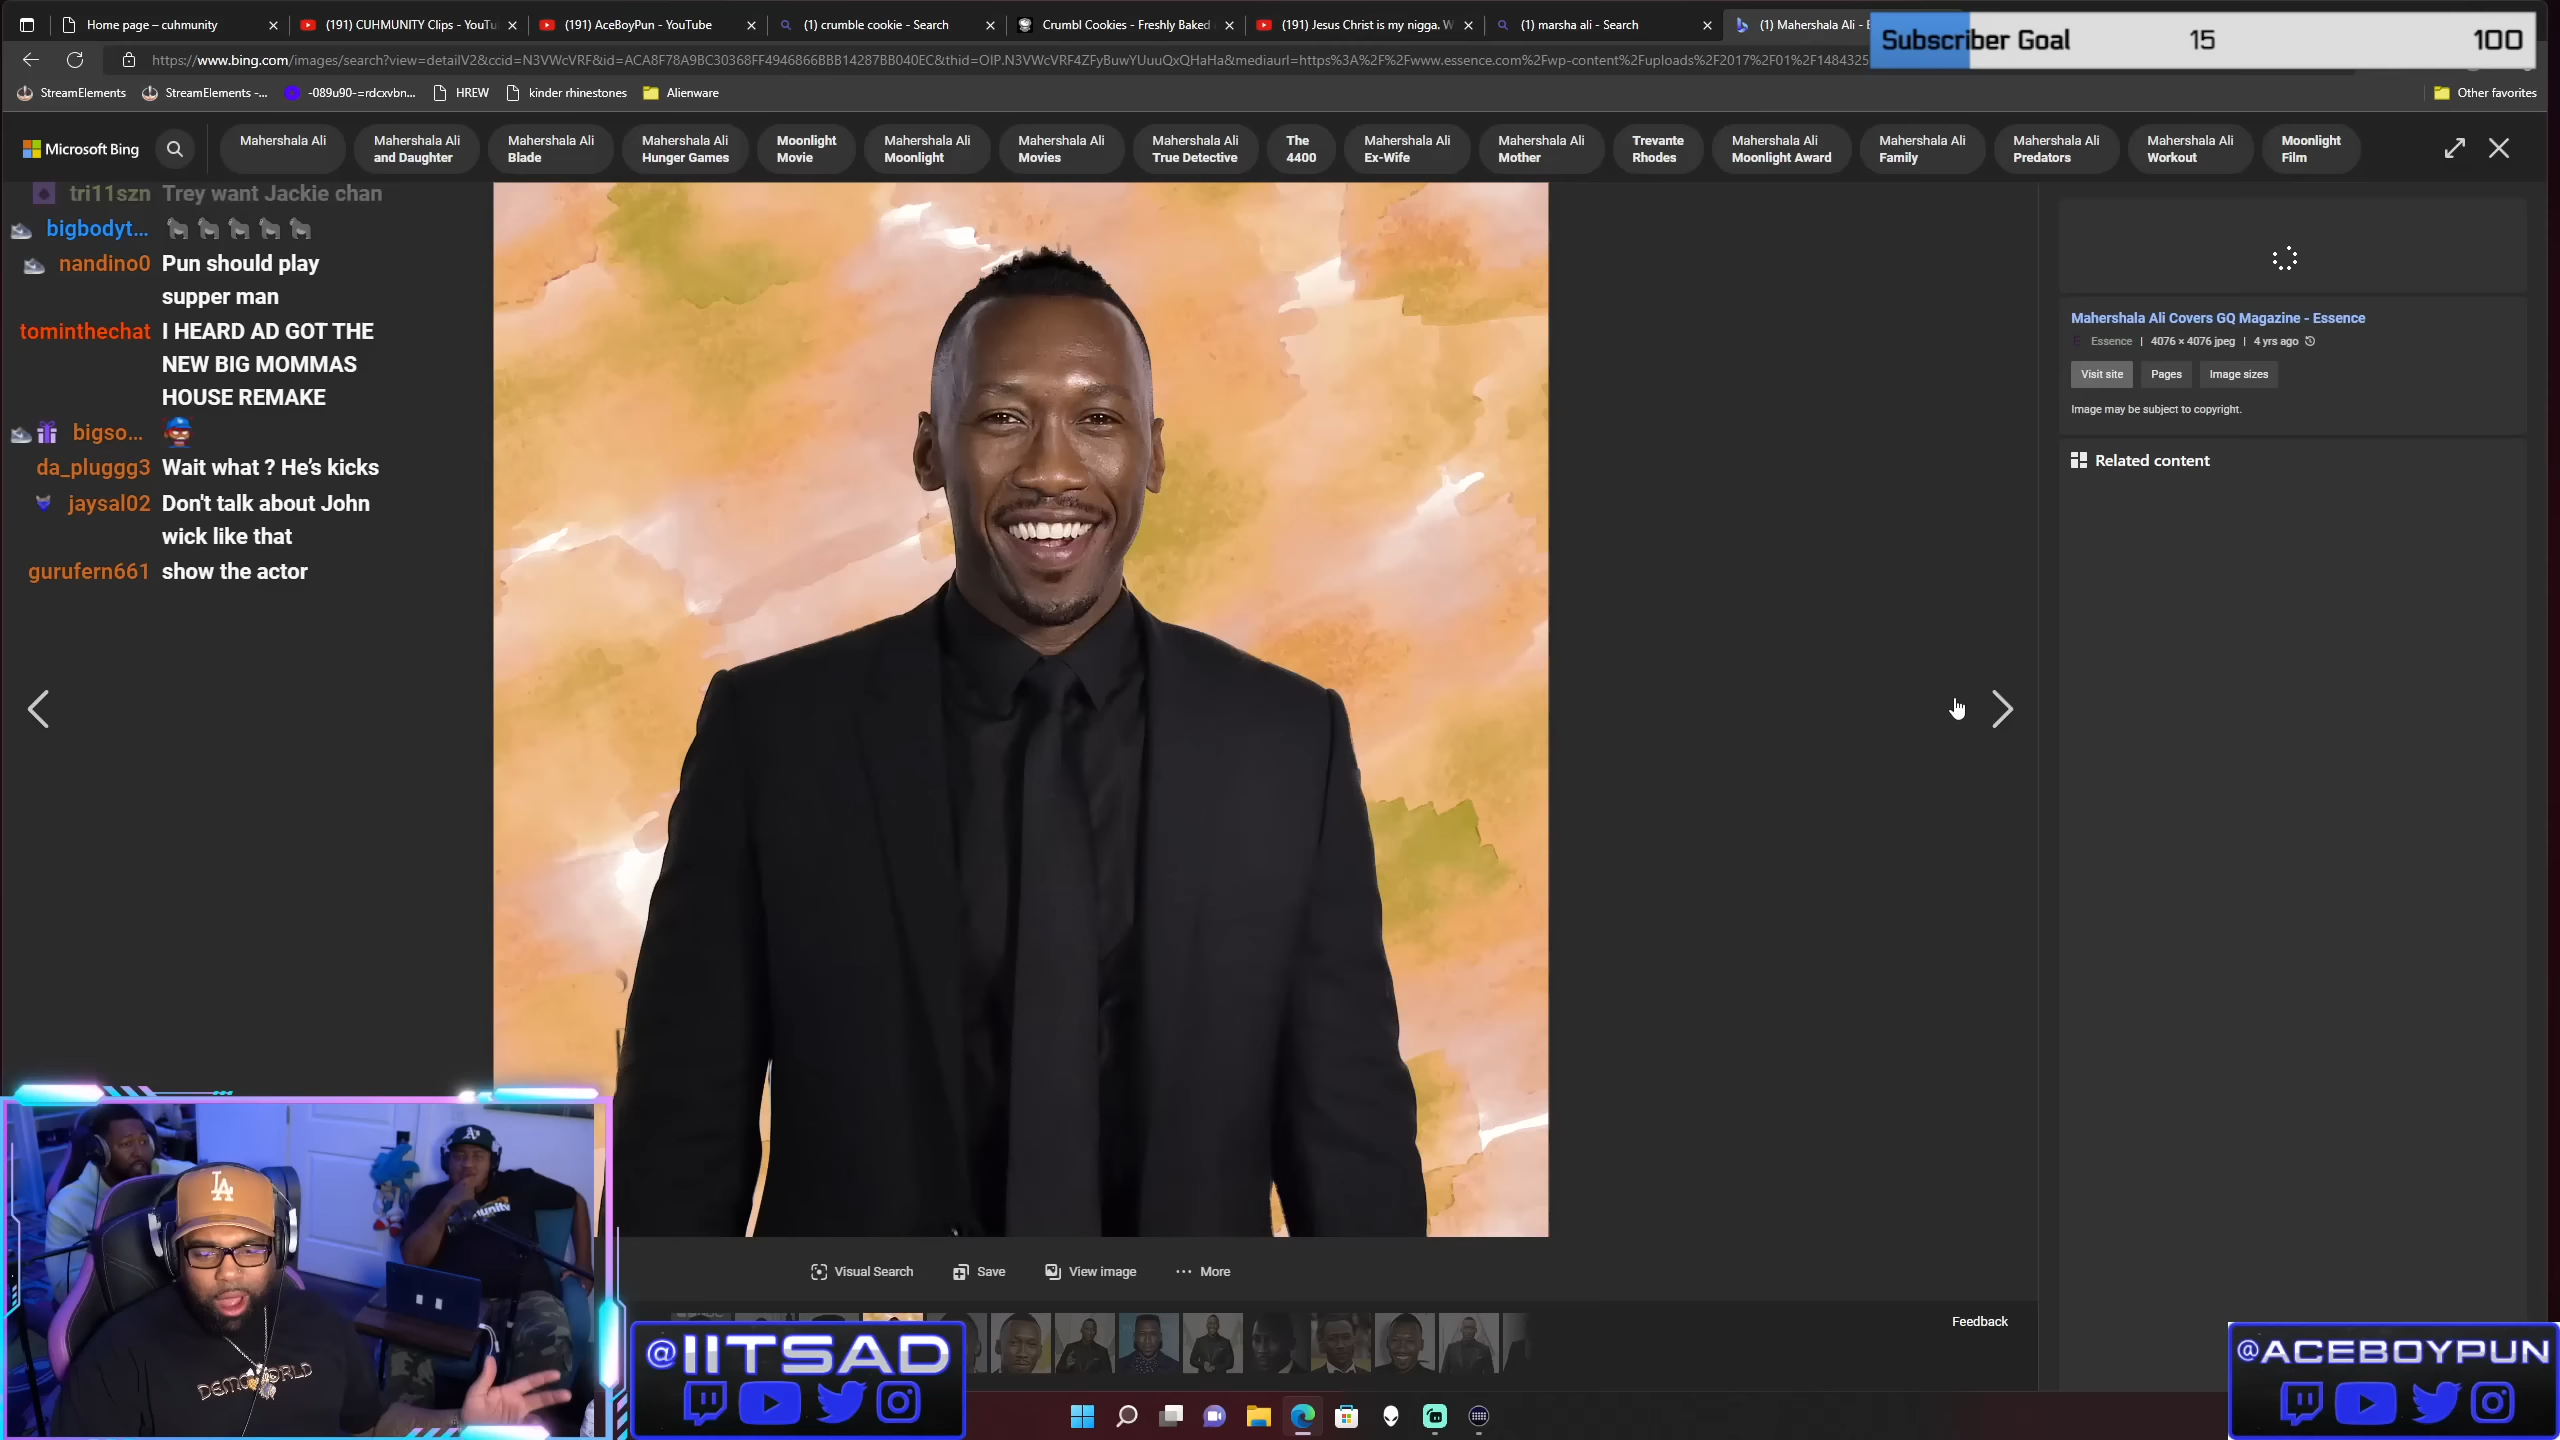 Home page – cuhmunity
(191) CUHMUNITY Clips - YouTu
(191) AceBoyPun - YouTube
(1) crumble cookie - Search
Crumbl Cookies - Freshly Baked
(191) Jesus Christ is my nigga. W
(1) marsha ali - Search
(1) Mahershala Ali -
Subscriber Goal 15 100
https://www.bing.com/images/search?view=detailV2&ccid=N3VWcVRF&id=ACA8F78A9BC30368FF4946866BBB14287BB040EC&thid=OIP.N3VWcVRF4ZFyBuwYUuuQxQHaHa&mediaurl=https%3A%2F%2Fwww.essence.com%2Fwp-content%2Fuploads%2F2017%2F01%2F1484325
StreamElements
StreamElements -...
-089u90-=rdcxvbn...
HREW
kinder rhinestones
Alienware
Other favorites
Microsoft Bing
Mahershala Ali
Mahershala Ali
and Daughter
Mahershala Ali
Blade
Mahershala Ali
Hunger Games
Moonlight
Movie
Mahershala Ali
Moonlight
Mahershala Ali
Movies
Mahershala Ali
True Detective
The
4400
Mahershala Ali
Ex-Wife
Mahershala Ali
Mother
Trevante
Rhodes
Mahershala Ali
Moonlight Award
Mahershala Ali
Family
Mahershala Ali
Predators
Mahershala Ali
Workout
Moonlight
Film
tri11szn Trey want Jackie chan
bigbodyt...
nandino0 Pun should play
supper man
tominthechat I HEARD AD GOT THE
NEW BIG MOMMAS
HOUSE REMAKE
bigso...
da_pluggg3 Wait what ? He's kicks
jaysal02 Don't talk about John
wick like that
gurufern661 show the actor
Mahershala Ali Covers GQ Magazine - Essence
Essence | 4076 × 4076 jpeg | 4 yrs ago
Visit site
Pages
Image sizes
Image may be subject to copyright.
Related content
Visual Search
Save
View image
More
Feedback
LA
A's
DEMOWORLD
@IITSAD
@ACEBOYPUN